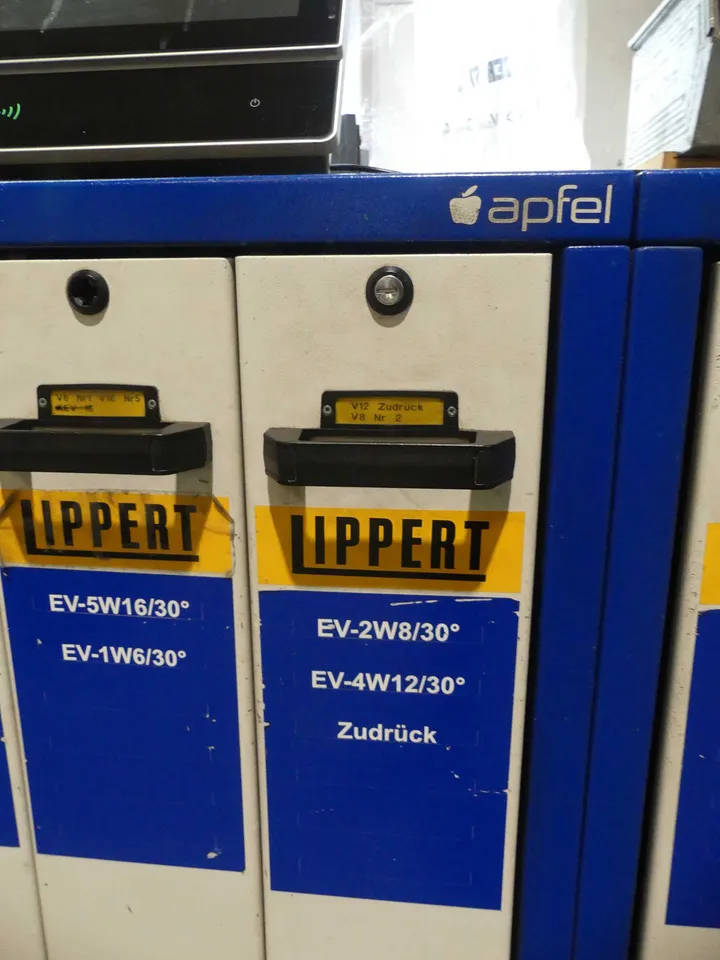 apfel
V12 Zudrück
V8 Nr 2
LIPPERT
EV-5W16/30°
EV-1W6/30°
LIPPERT
EV-2W8/30°
EV-4W12/30°
Zudrück